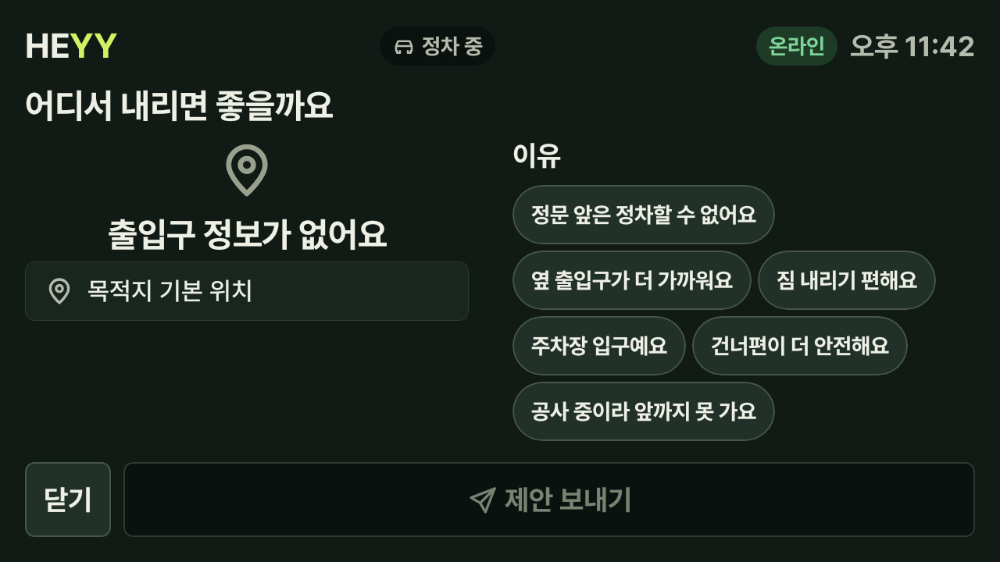 HEYY
정차 중
온라인
오후 11:42
어디서 내리면 좋을까요
출입구 정보가 없어요
목적지 기본 위치
이유
정문 앞은 정차할 수 없어요
옆 출입구가 더 가까워요
짐 내리기 편해요
주차장 입구예요
건너편이 더 안전해요
공사 중이라 앞까지 못 가요
닫기
제안 보내기